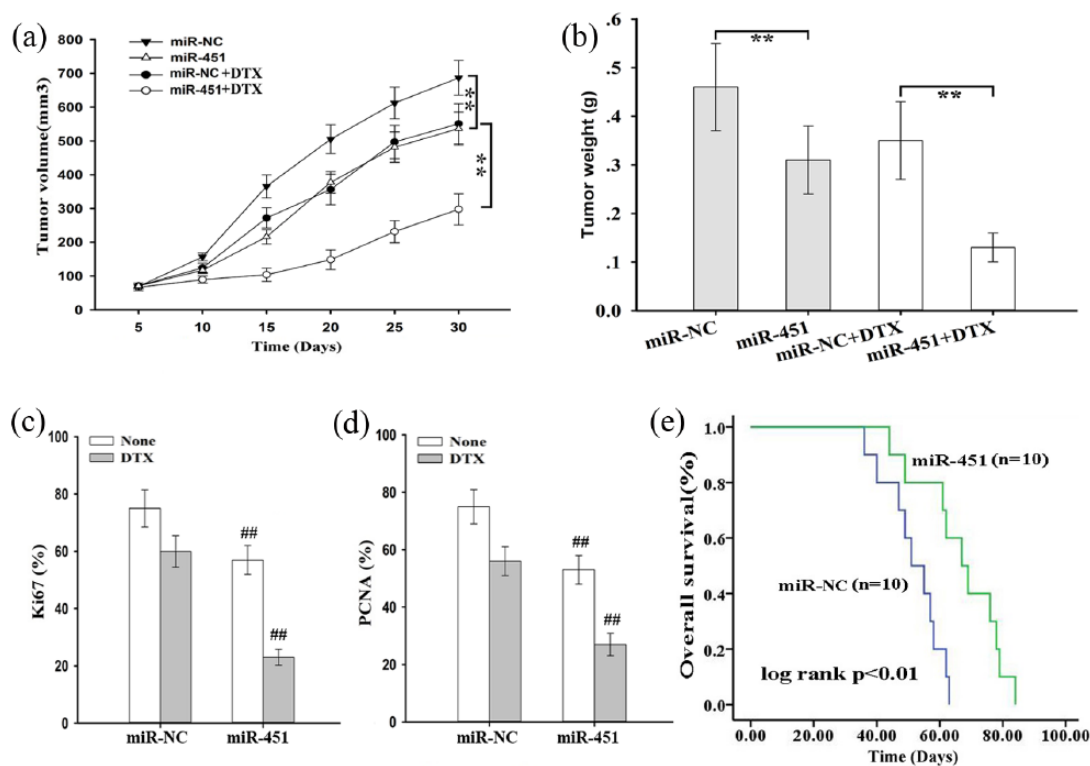 (a)
miR-NC
miR-451
miR-NC+DTX
miR-451+DTX
800
700
600
500
400
300
200
100
0
Tumor volume(mm3)
5 10 15 20 25 30
Time (Days)
**
**
(b)
.6
.5
.4
.3
.2
.1
.0
Tumor weight (g)
**
**
miR-NC
miR-451
miR-NC+DTX
miR-451+DTX
(c)
None
DTX
100
80
60
40
20
0
Ki67 (%)
##
##
miR-NC miR-451
(d)
None
DTX
100
80
60
40
20
0
PCNA (%)
##
##
miR-NC miR-451
(e)
1.0
0.8
0.6
0.4
0.2
0.0
Overall survival(%)
miR-451 (n=10)
miR-NC (n=10)
log rank p<0.01
0.00 20.00 40.00 60.00 80.00 100.00
Time (Days)